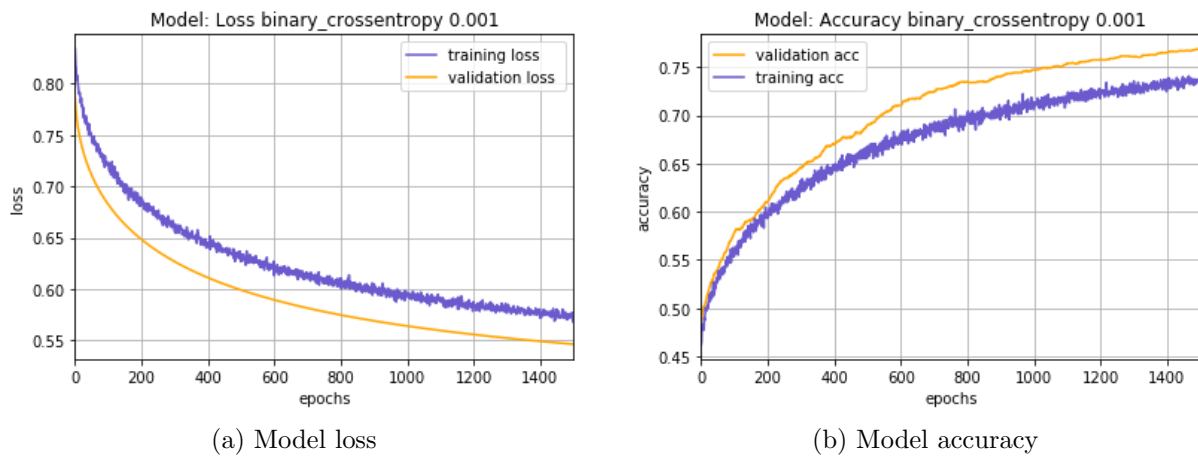 Model: Loss binary_crossentropy 0.001
training loss
validation loss
0.80
0.75
0.70
0.65
0.60
0.55
loss
0 200 400 600 800 1000 1200 1400
epochs
(a) Model loss
Model: Accuracy binary_crossentropy 0.001
validation acc
training acc
0.75
0.70
0.65
0.60
0.55
0.50
0.45
accuracy
0 200 400 600 800 1000 1200 1400
epochs
(b) Model accuracy